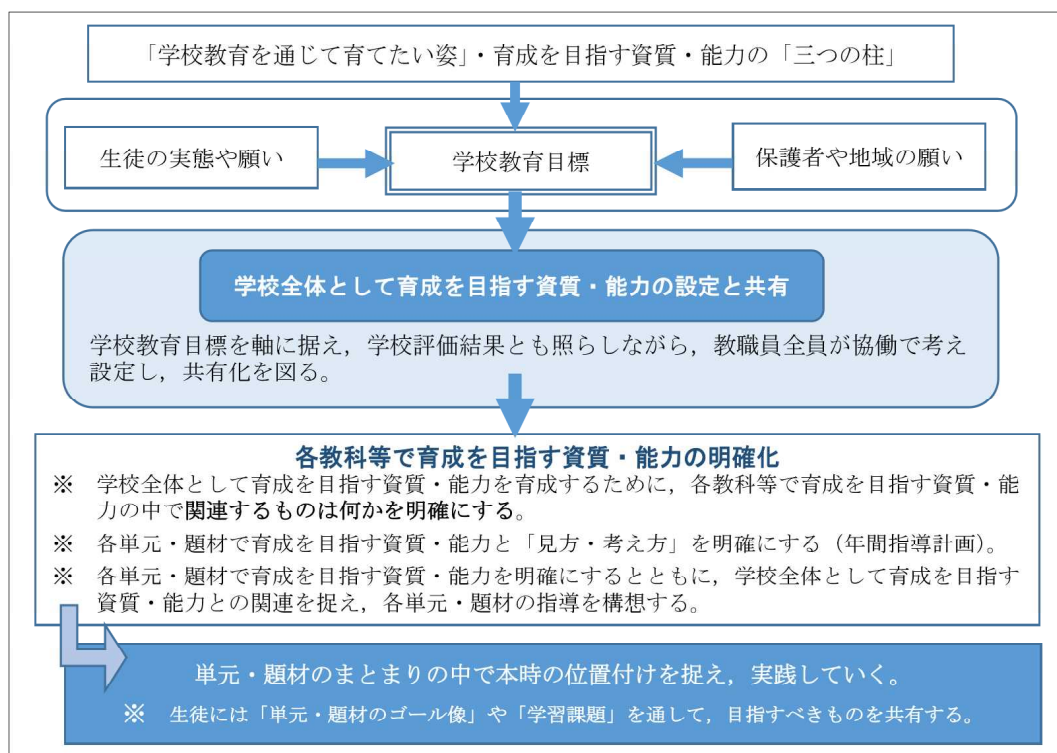 「学校教育を通じて育てたい姿」・育成を目指す資質・能力の「三つの柱」
生徒の実態や願い
学校教育目標
保護者や地域の願い
学校全体として育成を目指す資質・能力の設定と共有
学校教育目標を軸に据え，学校評価結果とも照らしながら，教職員全員が協働で考え
設定し，共有化を図る。
各教科等で育成を目指す資質・能力の明確化
※　学校全体として育成を目指す資質・能力を育成するために，各教科等で育成を目指す資質・能
力の中で関連するものは何かを明確にする。
※　各単元・題材で育成を目指す資質・能力と「見方・考え方」を明確にする（年間指導計画）。
※　各単元・題材で育成を目指す資質・能力を明確にするとともに，学校全体として育成を目指す
資質・能力との関連を捉え，各単元・題材の指導を構想する。
単元・題材のまとまりの中で本時の位置付けを捉え，実践していく。
※　生徒には「単元・題材のゴール像」や「学習課題」を通して，目指すべきものを共有する。